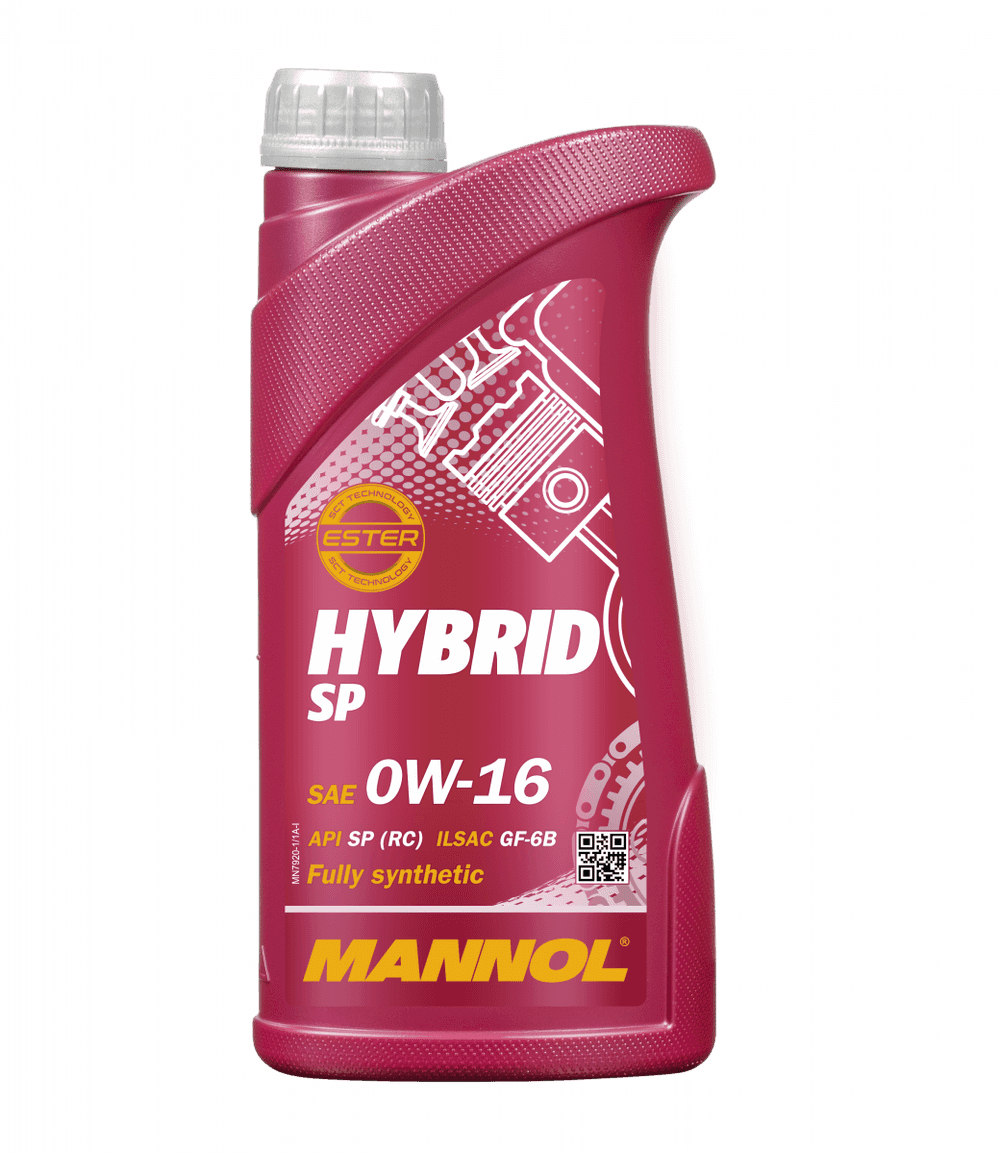 SCT TECHNOLOGY
ESTER
SCT TECHNOLOGY
HYBRID
SP
SAE 0W-16
API SP (RC) ILSAC GF-6B
Fully synthetic
MN7920-1/1A-I
MANNOL®